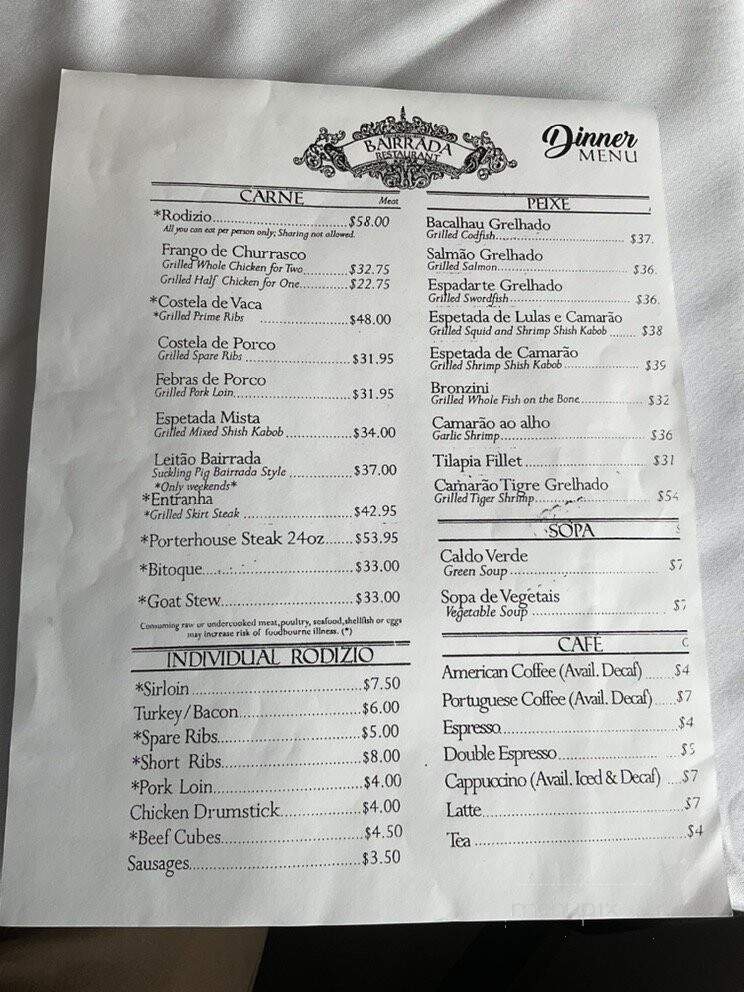 BAIRRADA
RESTAURANT
Dinner
MENU
CARNE Meat
*Rodizio...............................$58.00
All you can eat per person only; Sharing not allowed.
Frango de Churrasco
Grilled Whole Chicken for Two...........$32.75
Grilled Half Chicken for One............$22.75
*Costela de Vaca
*Grilled Prime Ribs $48.00
Costela de Porco
Grilled Spare Ribs ..........................$31.95
Febras de Porco
Grilled Pork Loin............................$31.95
Espetada Mista
Grilled Mixed Shish Kabob ................$34.00
Leitão Bairrada
Suckling Pig Bairrada Style ...............$37.00
*Only weekends*
*Entranha
*Grilled Skirt Steak ..........................$42.95
*Porterhouse Steak 24oz.......$53.95
*Bitoque..............................$33.00
*Goat Stew..........................$33.00
Consuming raw or undercooked meat,poultry, seafood,shellfish or eggs
may increase risk of foodbourne illness. (*)
INDIVIDUAL RODIZIO
*Sirloin....................................$7.50
Turkey/Bacon..........................$6.00
*Spare Ribs..............................$5.00
*Short Ribs..............................$8.00
*Pork Loin...............................$4.00
Chicken Drumstick..................$4.00
*Beef Cubes.............................$4.50
Sausages..................................$3.50
PEIXE
Bacalhau Grelhado
Grilled Codfish................................ $37.
Salmão Grelhado
Grilled Salmon................................. $36.
Espadarte Grelhado
Grilled Swordfish.............................. $36.
Espetada de Lulas e Camarão
Grilled Squid and Shrimp Shish Kabob ....... $38
Espetada de Camarão
Grilled Shrimp Shish Kabob.................. $39
Bronzini
Grilled Whole Fish on the Bone............... $32
Camarão ao alho
Garlic Shrimp.................................. $36
Tilapia Fillet.............................. $31
Camarão Tigre Grelhado
Grilled Tiger Shrimp.......................... $54
SOPA
Caldo Verde
Green Soup ...................................... $7
Sopa de Vegetais
Vegetable Soup ................................. $7
CAFÉ
American Coffee (Avail. Decaf) ......$4
Portuguese Coffee (Avail. Decaf).....$7
Espresso.......................................$4
Double Espresso............................$5
Cappuccino (Avail. Iced & Decaf) ....$7
Latte............................................$7
Tea ..............................................$4